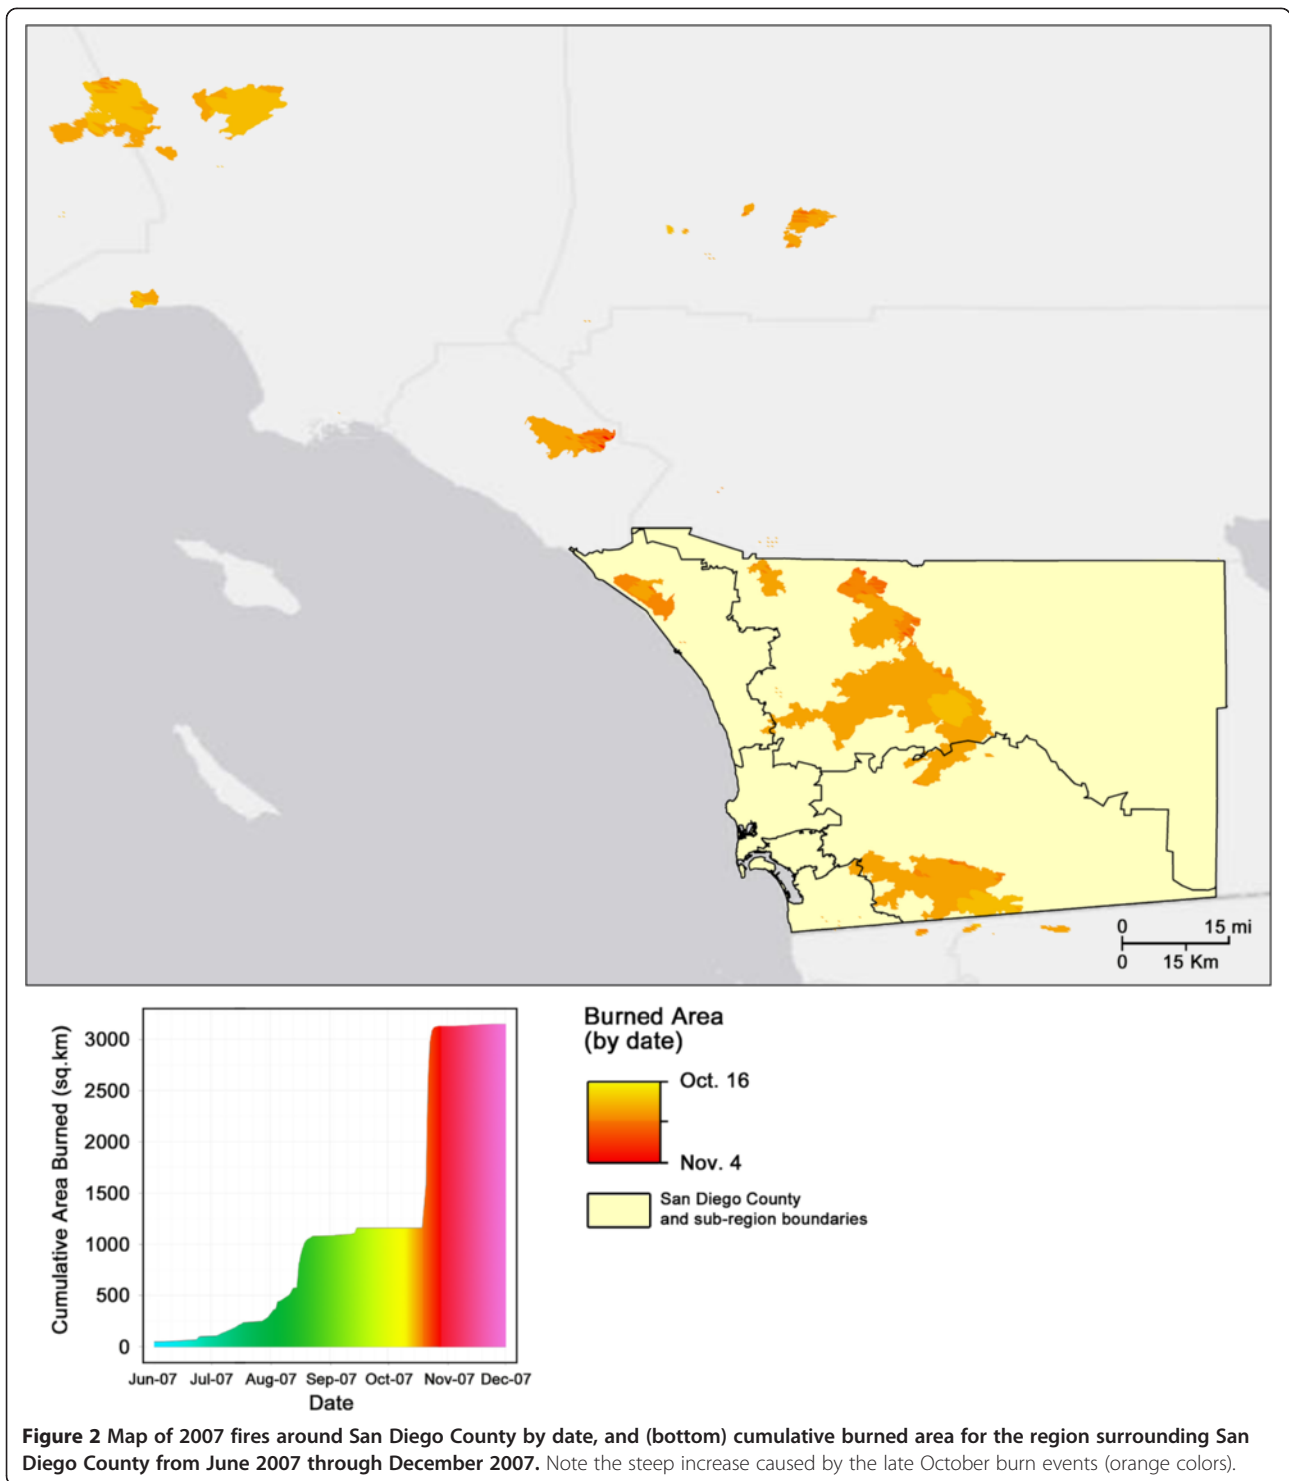 0 15 mi
0 15 Km
Cumulative Area Burned (sq.km)
3000
2500
2000
1500
1000
500
0
Jun-07 Jul-07 Aug-07 Sep-07 Oct-07 Nov-07 Dec-07
Date
Burned Area
(by date)
Oct. 16
Nov. 4
San Diego County
and sub-region boundaries
Figure 2 Map of 2007 fires around San Diego County by date, and (bottom) cumulative burned area for the region surrounding San
Diego County from June 2007 through December 2007. Note the steep increase caused by the late October burn events (orange colors).